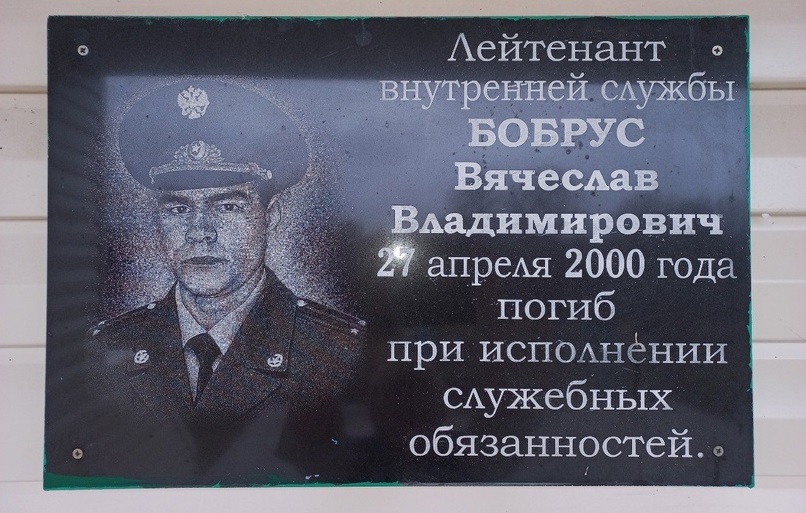 Лейтенант
внутренней службы
БОБРУС
Вячеслав
Владимирович
27 апреля 2000 года
погиб
при исполнении
служебных
обязанностей.